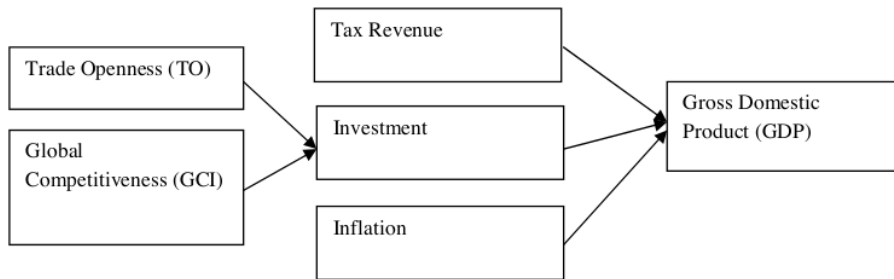 Tax Revenue
Trade Openness (TO)
Gross Domestic
Product (GDP)
Investment
Global
Competitiveness (GCI)
Inflation